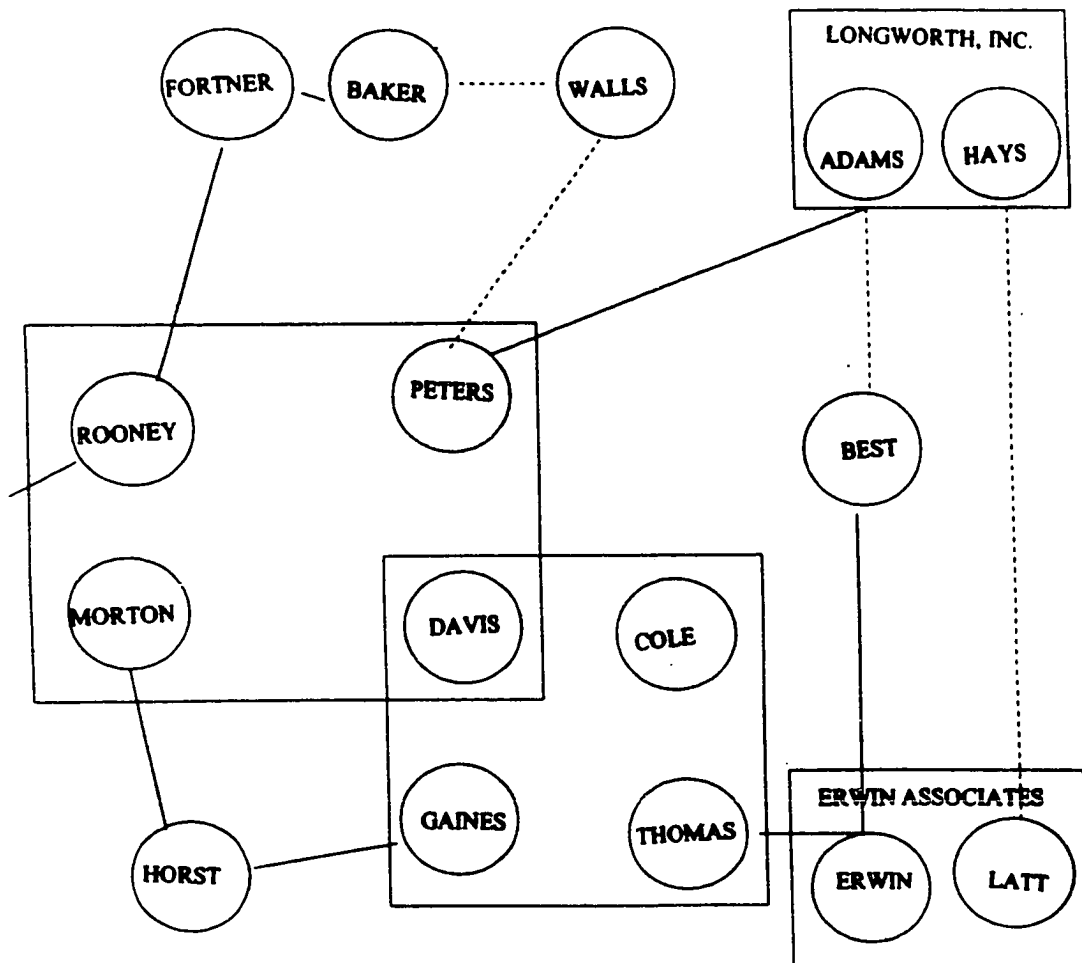 LONGWORTH, INC.
FORTNER
BAKER
WALLS
ADAMS
HAYS
PETERS
ROONEY
BEST
MORTON
DAVIS
COLE
ERWIN ASSOCIATES
GAINES
THOMAS
HORST
ERWIN
LATT